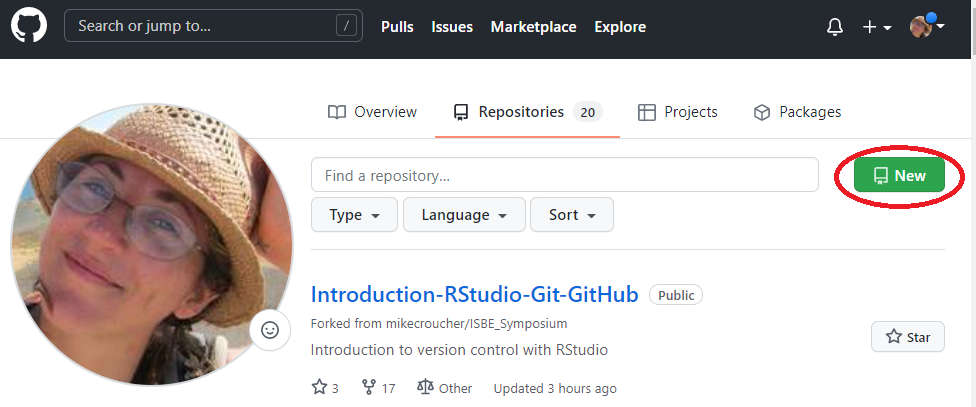 Search or jump to... / Pulls Issues Marketplace Explore
Overview Repositories 20 Projects Packages
Find a repository... New
Type Language Sort
Introduction-RStudio-Git-GitHub Public
Forked from mikecroucher/ISBE_Symposium
Introduction to version control with RStudio
Star
3 17 Other Updated 3 hours ago